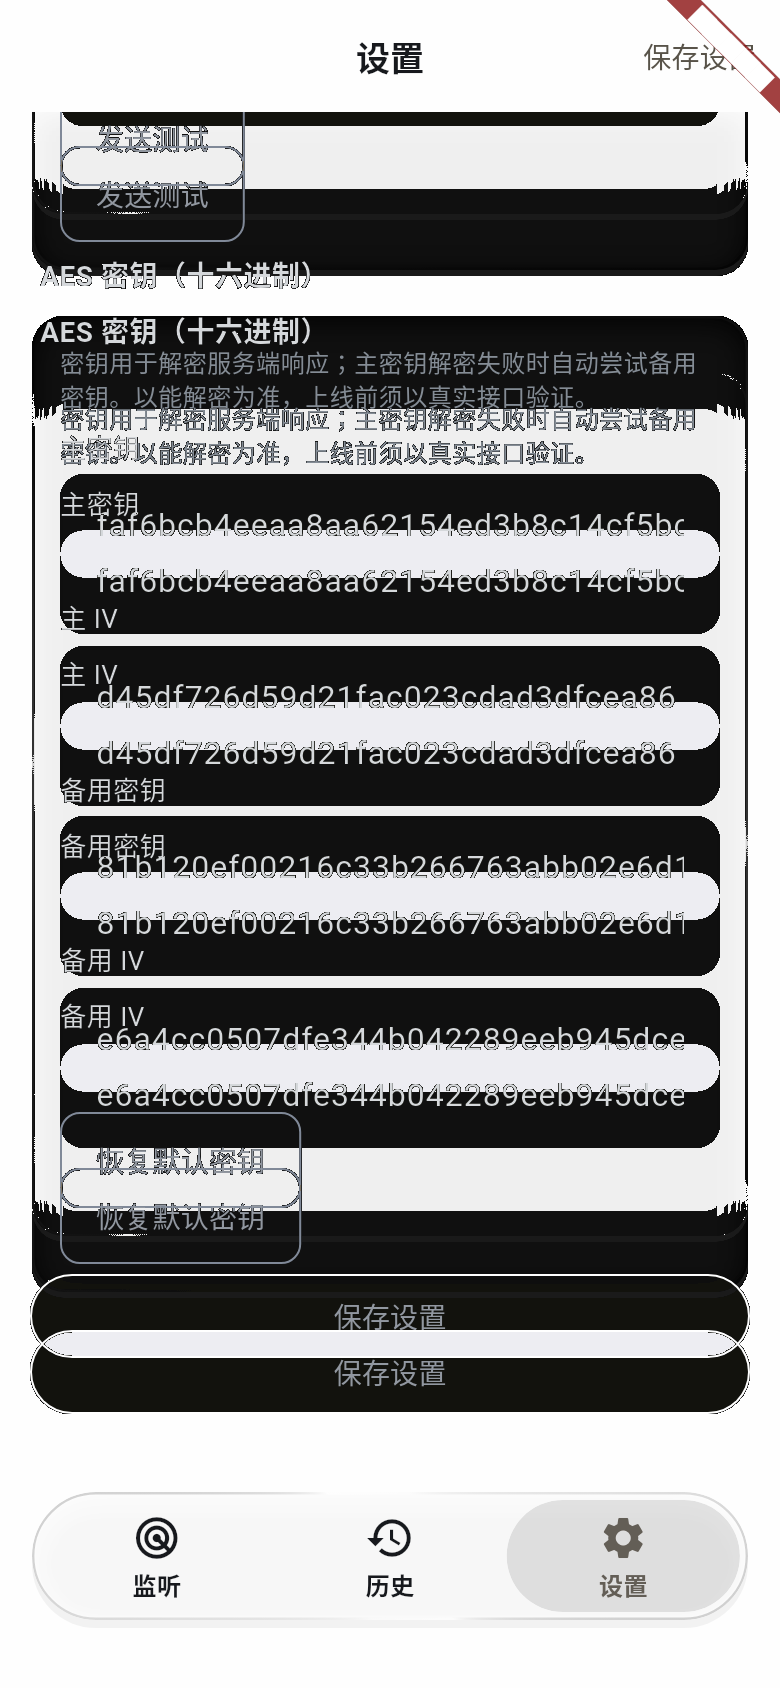 设置
保存设置
发送测试
发送测试
AES 密钥（十六进制）
AES 密钥（十六进制）
密钥用于解密服务端响应；主密钥解密失败时自动尝试备用
密钥。以能解密为准，上线前须以真实接口验证。
密钥用于解密服务端响应；主密钥解密失败时自动尝试备用
密钥。以能解密为准，上线前须以真实接口验证。
主密钥
主密钥
faf6bcb4eeaa8aa62154ed3b8c14cf5bc
faf6bcb4eeaa8aa62154ed3b8c14cf5bc
主 IV
主 IV
d45df726d59d21fac023cdad3dfcea86
d45df726d59d21fac023cdad3dfcea86
备用密钥
备用密钥
81b120ef00216c33b266763abb02e6d1
81b120ef00216c33b266763abb02e6d1
备用 IV
备用 IV
e6a4cc0507dfe344b042289eeb945dce
e6a4cc0507dfe344b042289eeb945dce
恢复默认密钥
恢复默认密钥
保存设置
保存设置
监听
历史
设置